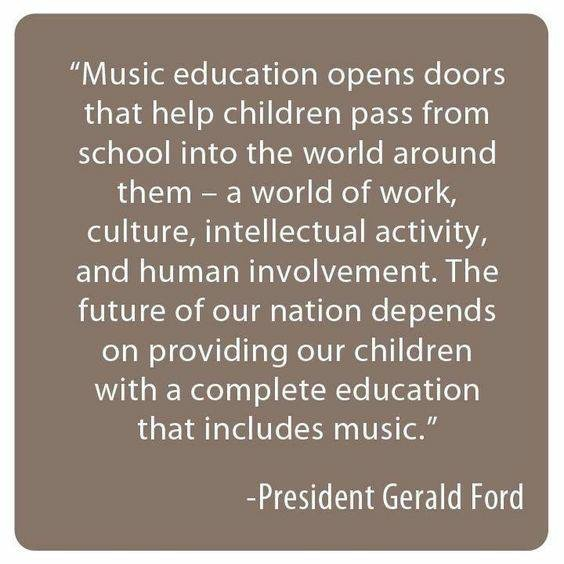 “Music education opens doors
that help children pass from
school into the world around
them – a world of work,
culture, intellectual activity,
and human involvement. The
future of our nation depends
on providing our children
with a complete education
that includes music.”
-President Gerald Ford